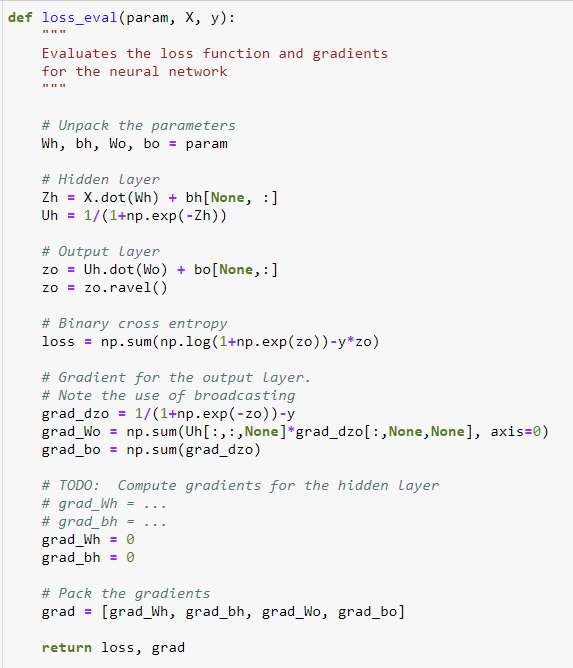 def loss_eval(param, X, y):
    """
    Evaluates the loss function and gradients
    for the neural network
    """
    # Unpack the parameters
    Wh, bh, Wo, bo = param
    # Hidden layer
    Zh = X.dot(Wh) + bh[None, :]
    Uh = 1/(1+np.exp(-Zh))
    # Output layer
    zo = Uh.dot(Wo) + bo[None,:]
    zo = zo.ravel()
    # Binary cross entropy
    loss = np.sum(np.log(1+np.exp(zo))-y*zo)
    # Gradient for the output layer.
    # Note the use of broadcasting
    grad_dzo = 1/(1+np.exp(-zo))-y
    grad_Wo = np.sum(Uh[:,:,None]*grad_dzo[:,None,None], axis=0)
    grad_bo = np.sum(grad_dzo)
    # TODO:  Compute gradients for the hidden layer
    # grad_Wh = ...
    # grad_bh = ...
    grad_Wh = 0
    grad_bh = 0
    # Pack the gradients
    grad = [grad_Wh, grad_bh, grad_Wo, grad_bo]
    return loss, grad